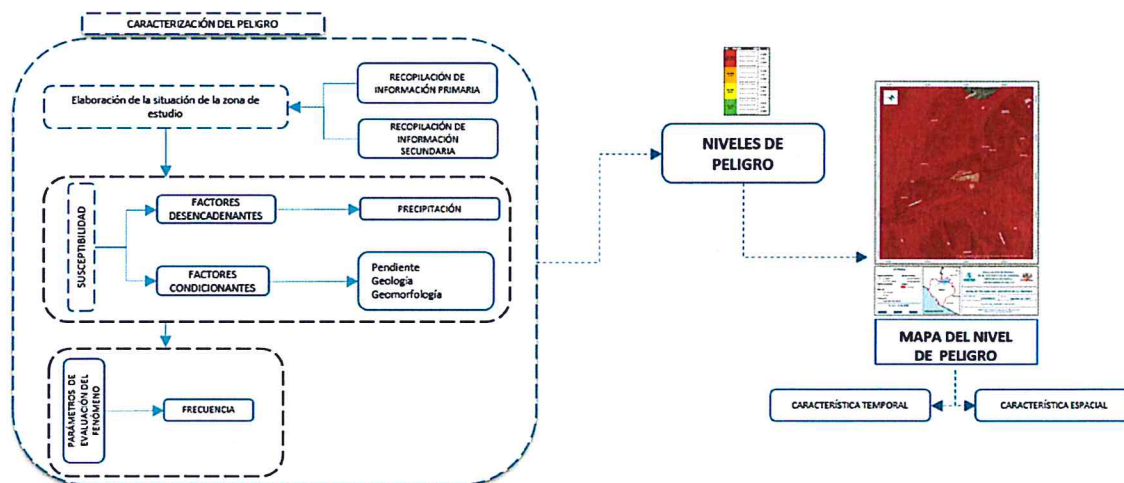 CARACTERIZACIÓN DEL PELIGRO
Elaboración de la situación de la zona de
estudio
RECOPILACIÓN DE
INFORMACIÓN PRIMARIA
RECOPILACIÓN DE
INFORMACIÓN
SECUNDARIA
SUSCEPTIBILIDAD
FACTORES
DESENCADENANTES
PRECIPITACIÓN
FACTORES
CONDICIONANTES
Pendiente
Geología
Geomorfología
PARÁMETROS DE
EVALUACIÓN DEL
FENÓMENO
FRECUENCIA
NIVELES DE
PELIGRO
MAPA DEL NIVEL
DE PELIGRO
CARACTERÍSTICA TEMPORAL
CARACTERÍSTICA ESPACIAL